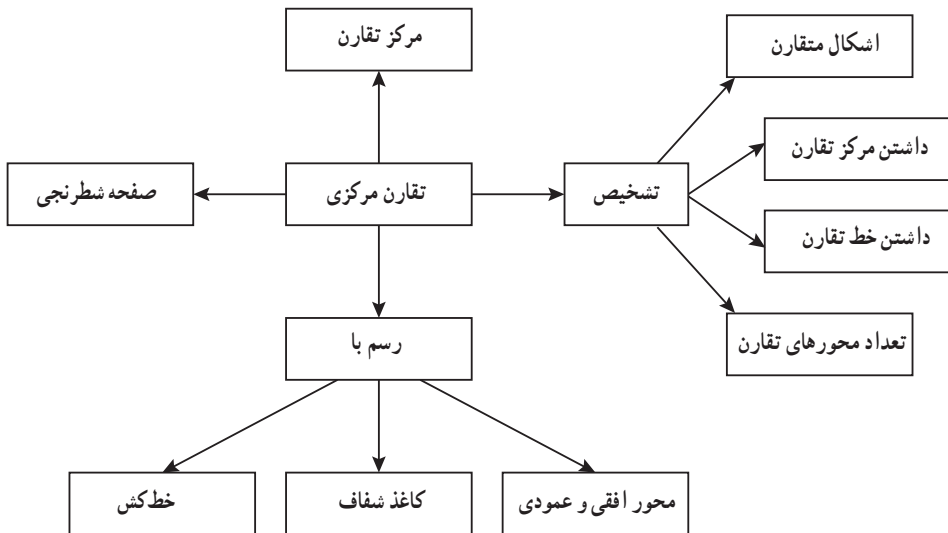 مرکز تقارن
اشکال متقارن
داشتن مرکز تقارن
تشخیص
تقارن مرکزی
صفحه شطرنجی
داشتن خط تقارن
رسم با
تعداد محورهای تقارن
محور افقی و عمودی
کاغذ شفاف
خط‌کش